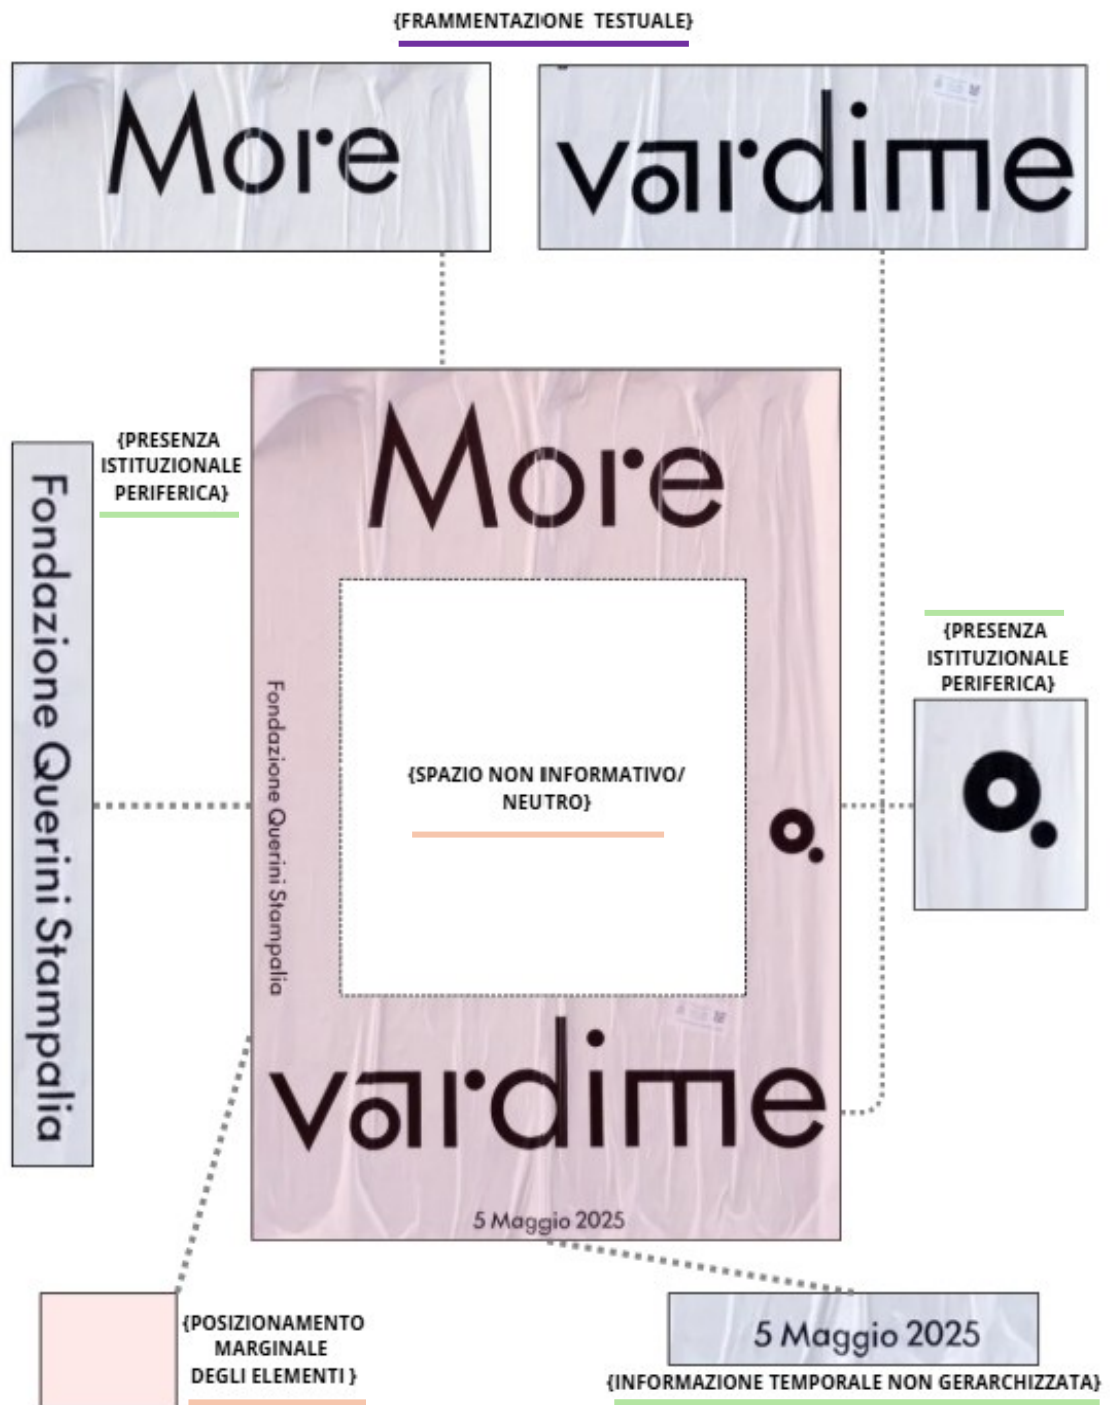 {FRAMMENTAZIONE TESTUALE}
More
vardime
{PRESENZA
ISTITUZIONALE
PERIFERICA}
Fondazione Querini Stampalia
More
Fondazione Querini Stampalia
{SPAZIO NON INFORMATIVO/
NEUTRO}
{PRESENZA
ISTITUZIONALE
PERIFERICA}
vardime
5 Maggio 2025
{POSIZIONAMENTO
MARGINALE
DEGLI ELEMENTI }
5 Maggio 2025
{INFORMAZIONE TEMPORALE NON GERARCHIZZATA}